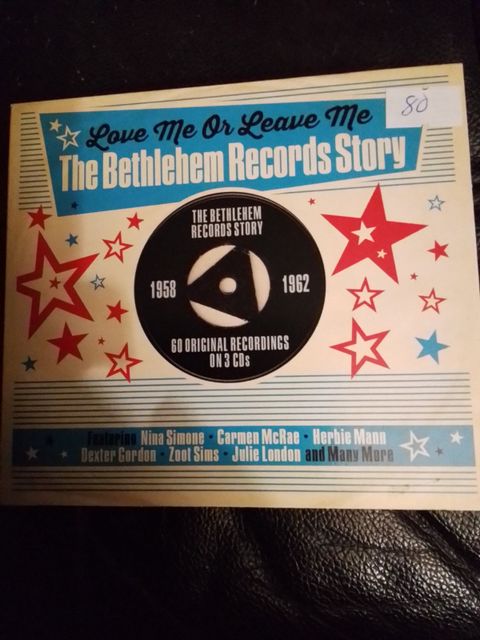 80
Love Me Or Leave Me
The Bethlehem Records Story
THE BETHLEHEM
RECORDS STORY
1958
1962
60 ORIGINAL RECORDINGS
ON 3 CDs
Featuring Nina Simone • Carmen McRae • Herbie Mann
Dexter Gordon • Zoot Sims • Julie London and Many More